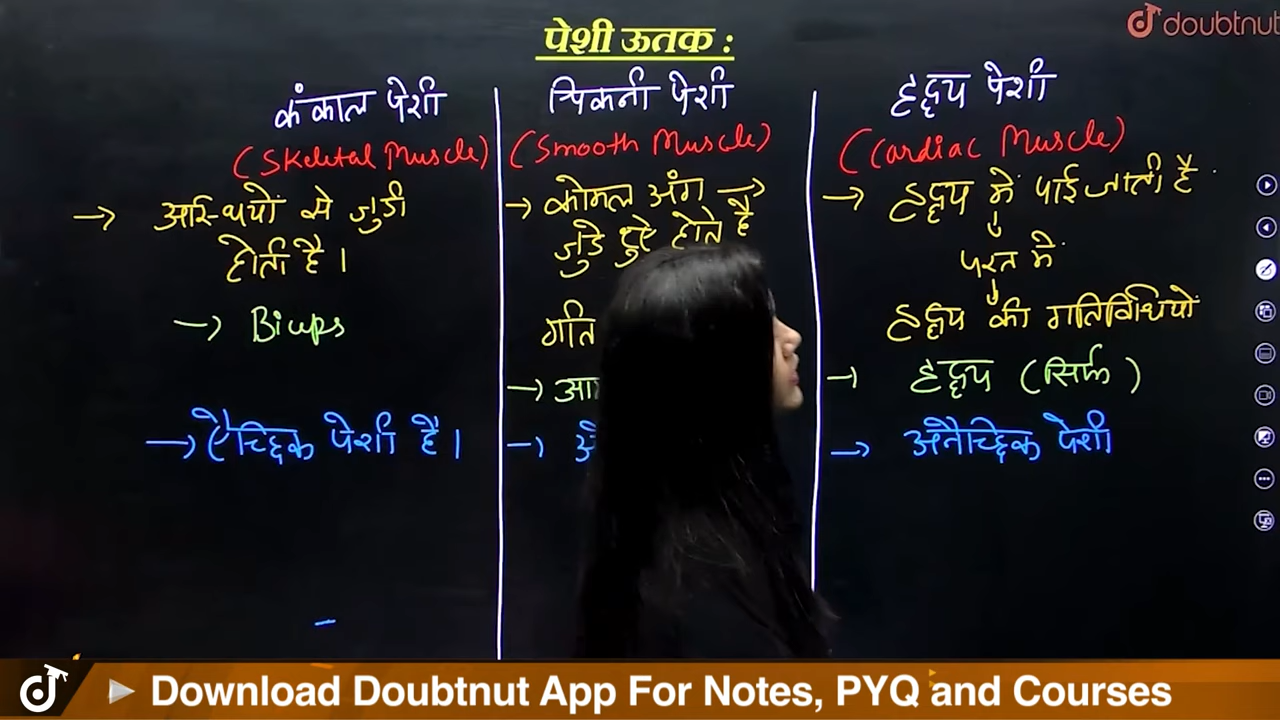 पेशी ऊतक :
doubtnut
कंकाल पेशी
(Skeletal Muscle)
→ अस्थियों से जुडी
होती है ।
→ Biceps
→ ऐच्छिक पेशी है ।
चिकनी पेशी
(Smooth Muscle)
→ कोमल अंग →
जुडे हुए होते है
गति
→
→
हृदय पेशी
(Cardiac Muscle)
→ हृदय में पाई जाती है
परत में
हृदय की गतिविधियों
→ हृदय (सिर्फ)
→ अनैच्छिक पेशी
Download Doubtnut App For Notes, PYQ and Courses